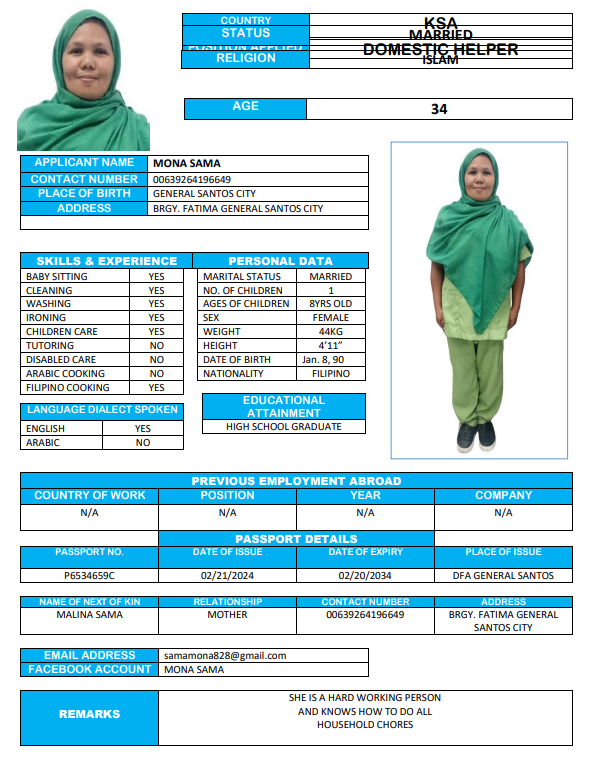 COUNTRY KSA
STATUS MARRIED
POSITION APPLIED DOMESTIC HELPER
RELIGION ISLAM
AGE 34
APPLICANT NAME MONA SAMA
CONTACT NUMBER 00639264196649
PLACE OF BIRTH GENERAL SANTOS CITY
ADDRESS BRGY. FATIMA GENERAL SANTOS CITY
SKILLS & EXPERIENCE
BABY SITTING YES
CLEANING YES
WASHING YES
IRONING YES
CHILDREN CARE YES
TUTORING NO
DISABLED CARE NO
ARABIC COOKING NO
FILIPINO COOKING YES
PERSONAL DATA
MARITAL STATUS MARRIED
NO. OF CHILDREN 1
AGES OF CHILDREN 8YRS OLD
SEX FEMALE
WEIGHT 44KG
HEIGHT 4’11”
DATE OF BIRTH Jan. 8, 90
NATIONALITY FILIPINO
LANGUAGE DIALECT SPOKEN
ENGLISH YES
ARABIC NO
EDUCATIONAL
ATTAINMENT
HIGH SCHOOL GRADUATE
PREVIOUS EMPLOYMENT ABROAD
COUNTRY OF WORK POSITION YEAR COMPANY
N/A N/A N/A N/A
PASSPORT DETAILS
PASSPORT NO. DATE OF ISSUE DATE OF EXPIRY PLACE OF ISSUE
P6534659C 02/21/2024 02/20/2034 DFA GENERAL SANTOS
NAME OF NEXT OF KIN RELATIONSHIP CONTACT NUMBER ADDRESS
MALINA SAMA MOTHER 00639264196649 BRGY. FATIMA GENERAL
SANTOS CITY
EMAIL ADDRESS samamona828@gmail.com
FACEBOOK ACCOUNT MONA SAMA
REMARKS
SHE IS A HARD WORKING PERSON
AND KNOWS HOW TO DO ALL
HOUSEHOLD CHORES